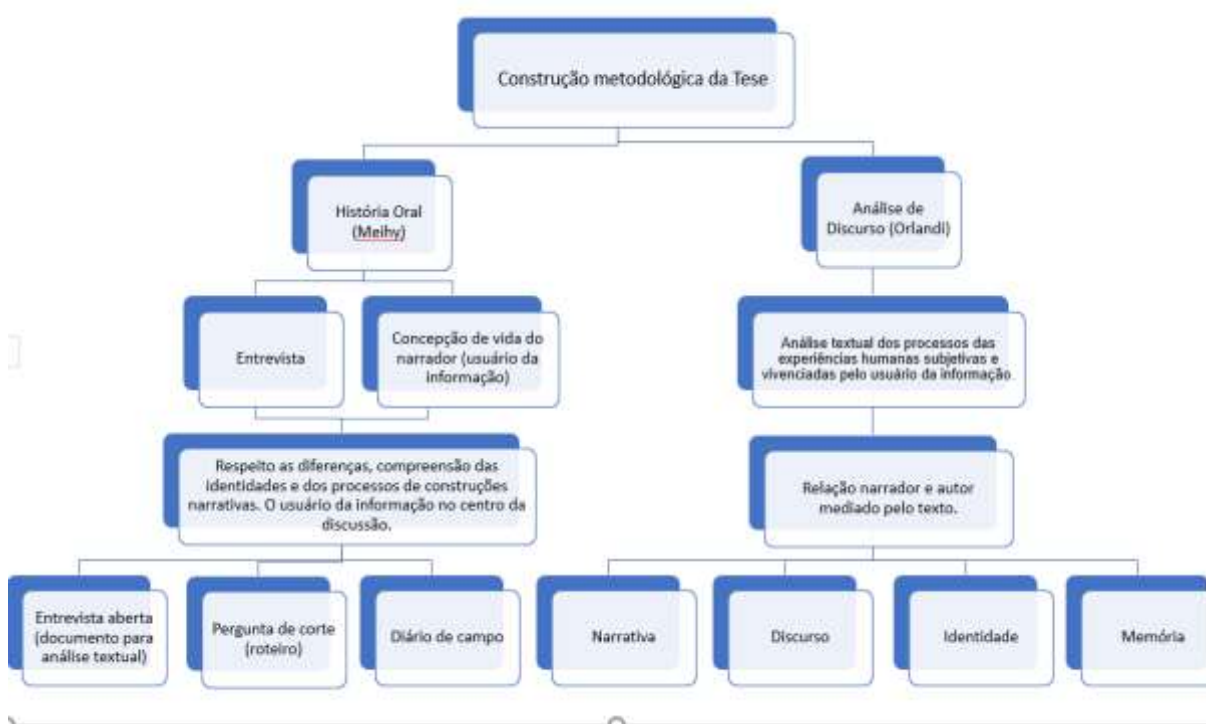 Construção metodológica da Tese
História Oral
(Meihy)
Análise de
Discurso (Orlandi)
Entrevista
Concepção de vida do
narrador (usuário da
informação)
Análise textual dos processos das
experiências humanas subjetivas e
vivenciadas pelo usuário da informação
Respeito as diferenças, compreensão das
identidades e dos processos de construções
narrativas. O usuário da informação no centro da
discussão.
Relação narrador e autor
mediado pelo texto.
Entrevista aberta
(documento para
análise textual)
Pergunta de corte
(roteiro)
Diário de campo
Narrativa
Discurso
Identidade
Memória